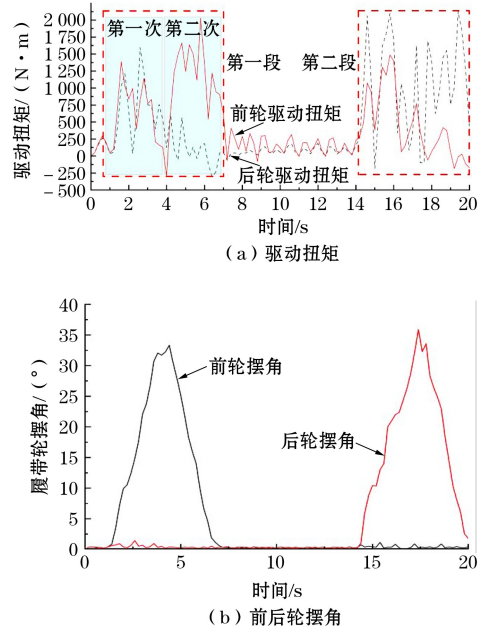 2 000
1 750
1 500
1 250
1 000
750
500
250
0
−250
−500
驱动扭矩/(N·m)
第一次 第二次
第一段 第二段
前轮驱动扭矩
后轮驱动扭矩
0 2 4 6 8 10 12 14 16 18 20
时间/s
(a) 驱动扭矩
40
35
30
25
20
15
10
5
0
履带轮摆角/(°)
前轮摆角
后轮摆角
0 5 10 15 20
时间/s
(b) 前后轮摆角